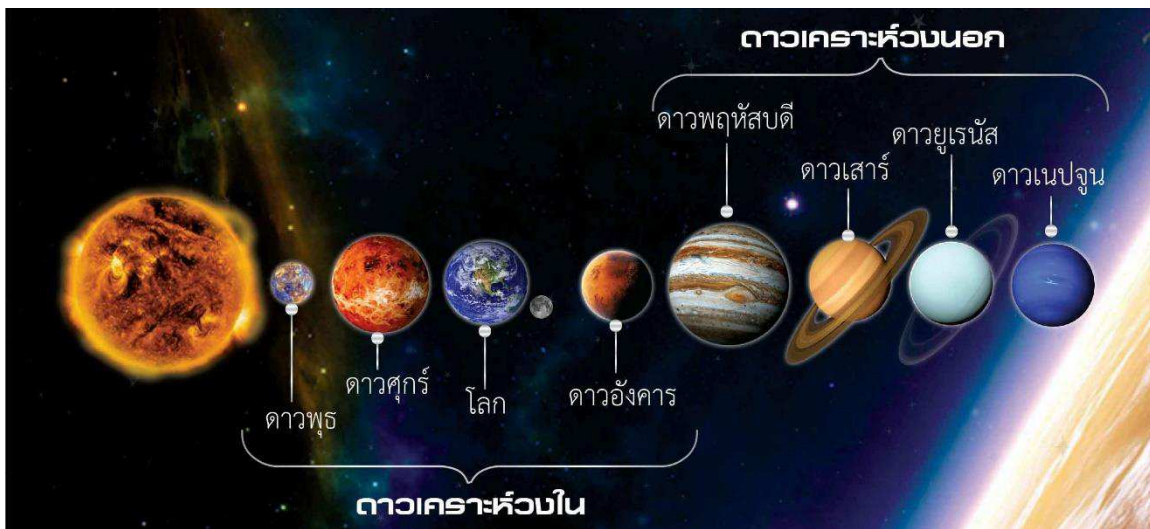 ดาวเคราะห์วงนอก
ดาวพฤหัสบดี
ดาวยูเรนัส
ดาวเสาร์
ดาวเนปจูน
ดาวศุกร์
ดาวอังคาร
โลก
ดาวพุธ
ดาวเคราะห์วงใน